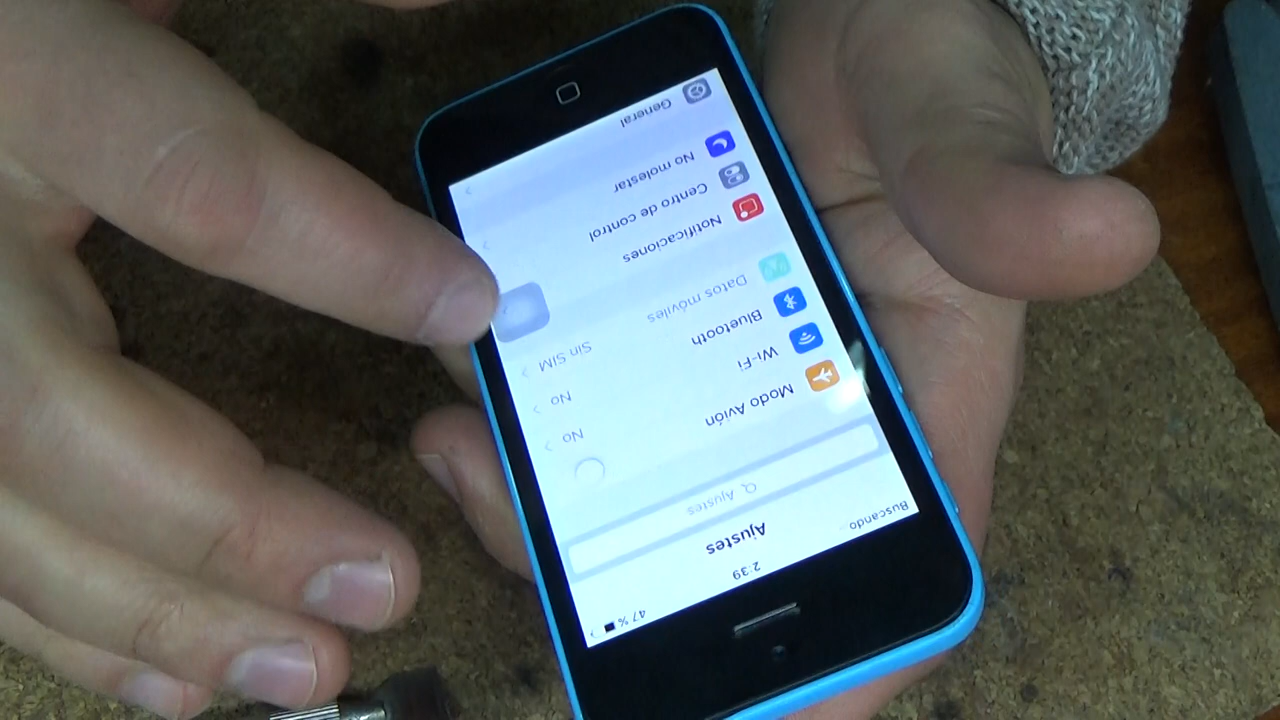 Buscando
2:39
47 %
Ajustes
Ajustes
Modo Avión
Wi-Fi No
Bluetooth No
Datos móviles Sin SIM
Notificaciones
Centro de control
No molestar
General